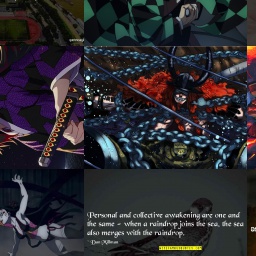 Personal and collective awakening are one and
the same - when a raindrop joins the sea, the sea
also merges with the raindrop.
~Dan Millman